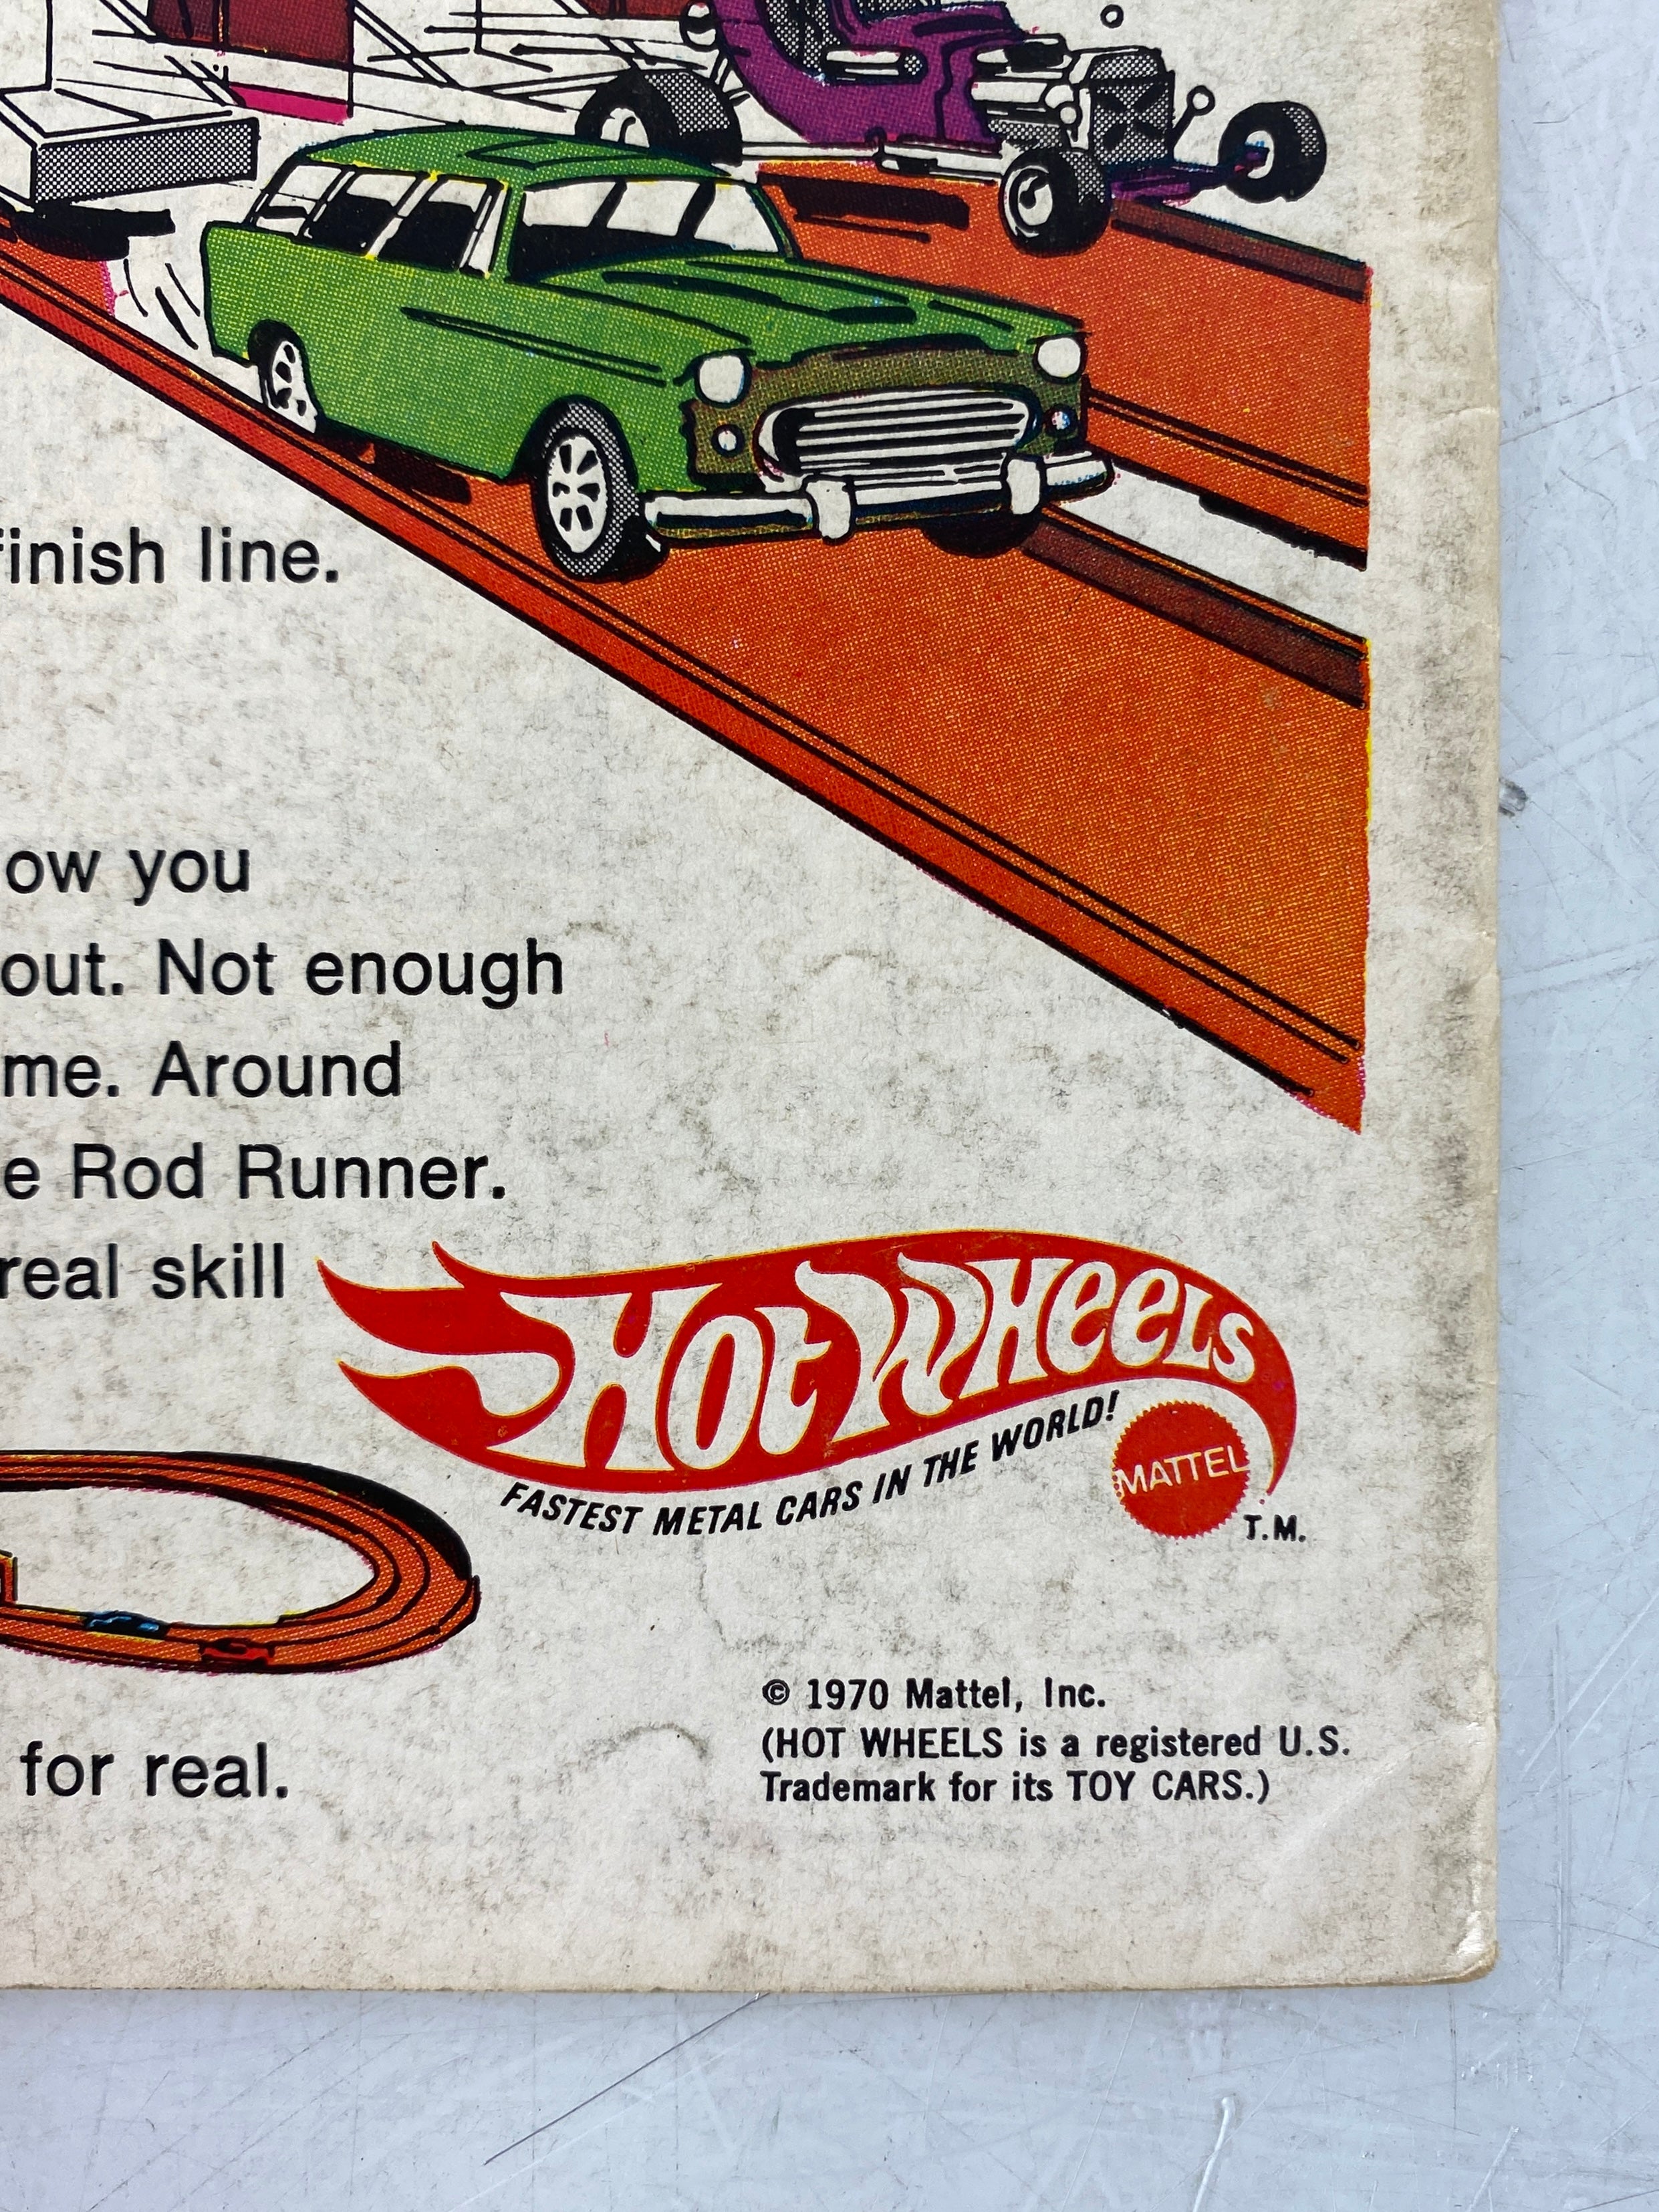 finish line.
ow you
out. Not enough
me. Around
e Rod Runner.
real skill
HOT WHEELS
FASTEST METAL CARS IN THE WORLD!
MATTEL
T.M.
for real.
© 1970 Mattel, Inc.
(HOT WHEELS is a registered U.S.
Trademark for its TOY CARS.)